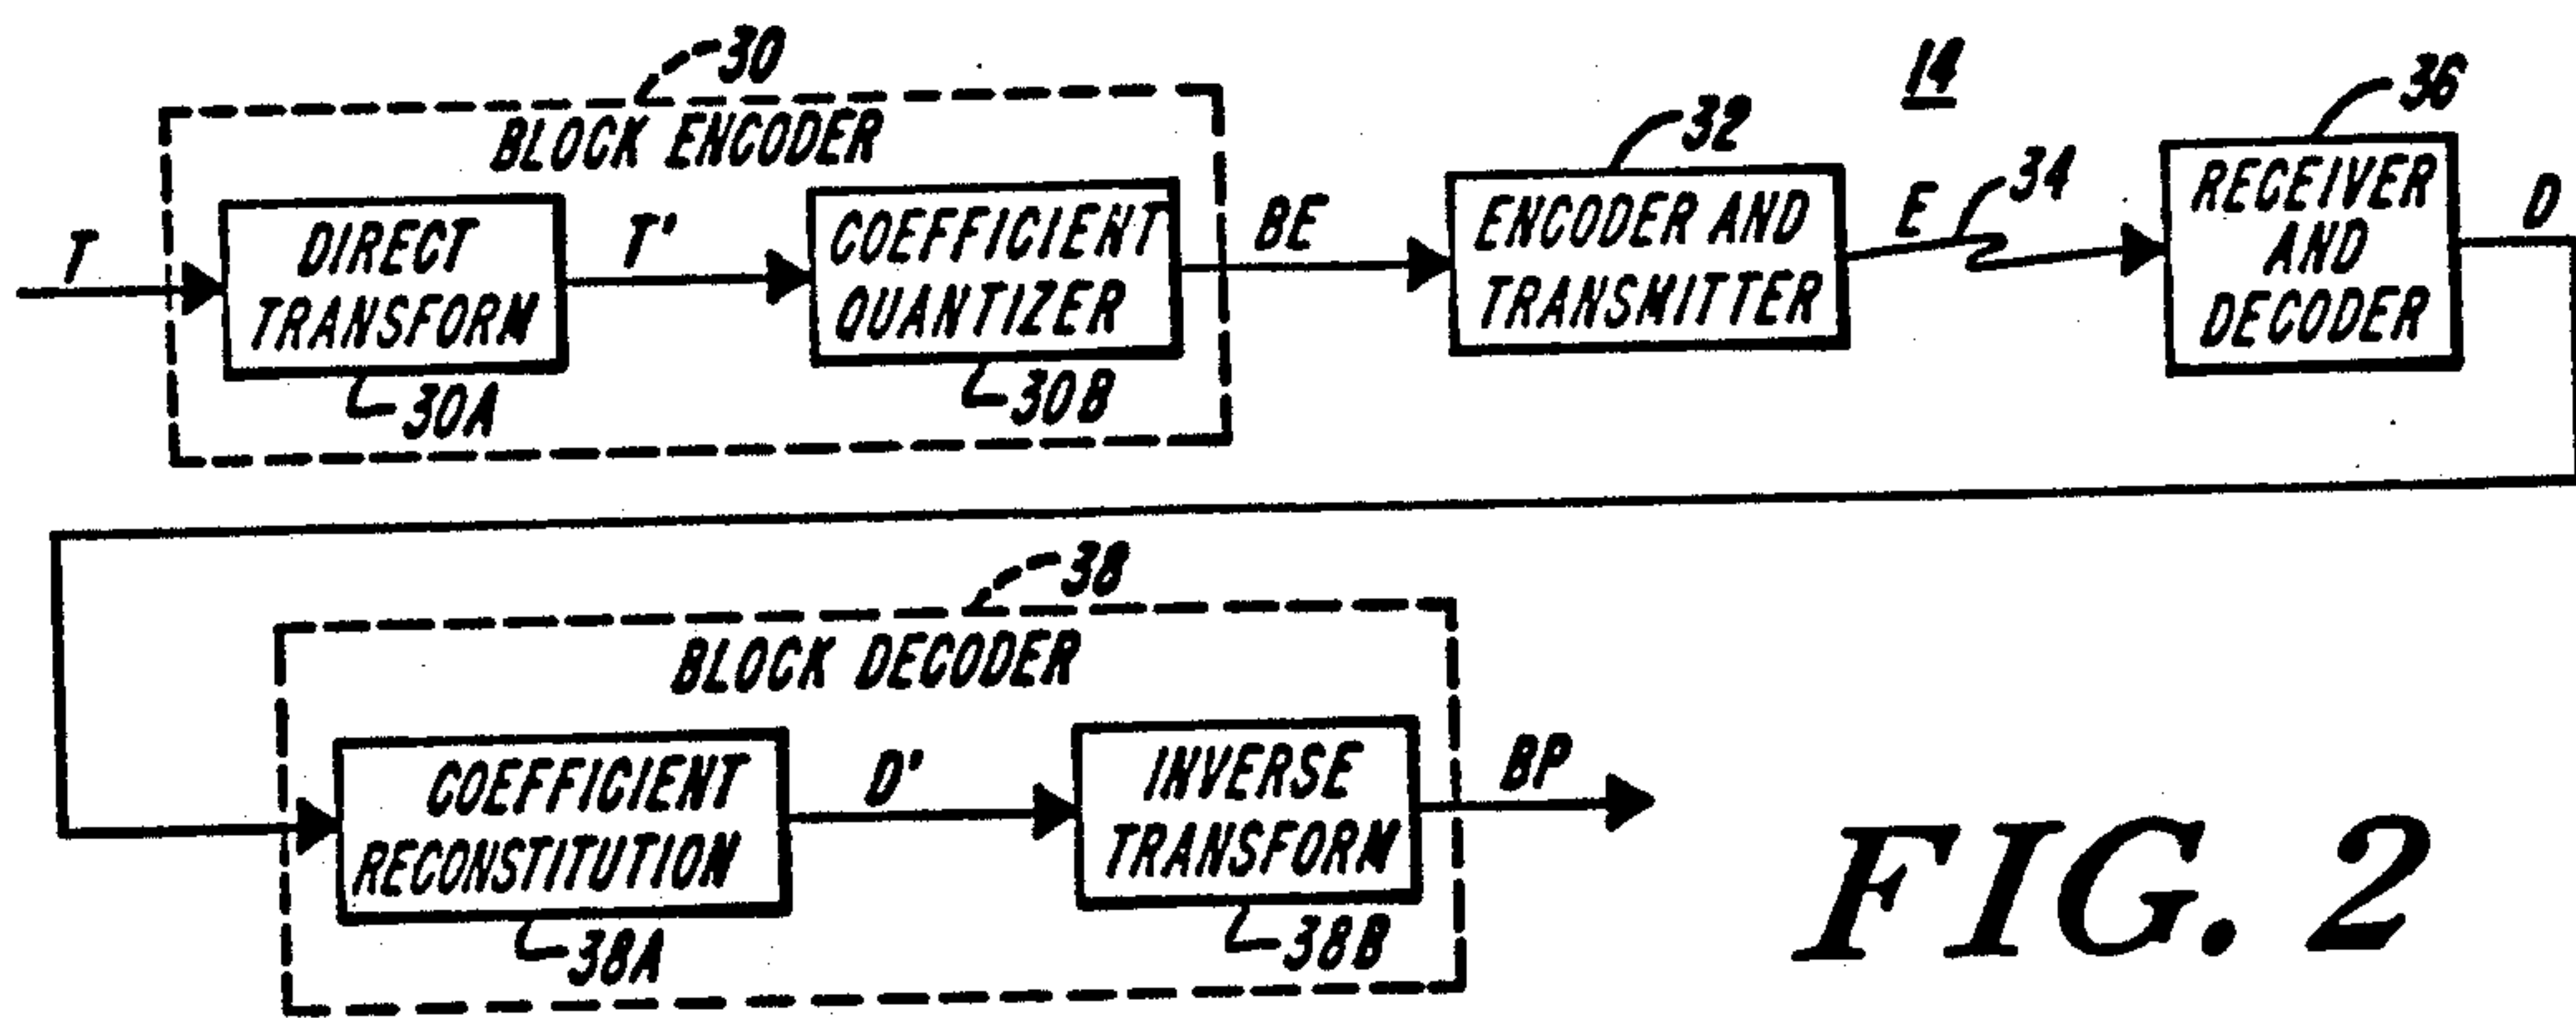 30
14
36
BLOCK ENCODER
32
34
T
DIRECT
TRANSFORM
T'
COEFFICIENT
QUANTIZER
BE
ENCODER AND
TRANSMITTER
E
RECEIVER
AND
DECODER
D
30A
30B
38
BLOCK DECODER
COEFFICIENT
RECONSTITUTION
D'
INVERSE
TRANSFORM
BP
38A
38B
FIG. 2